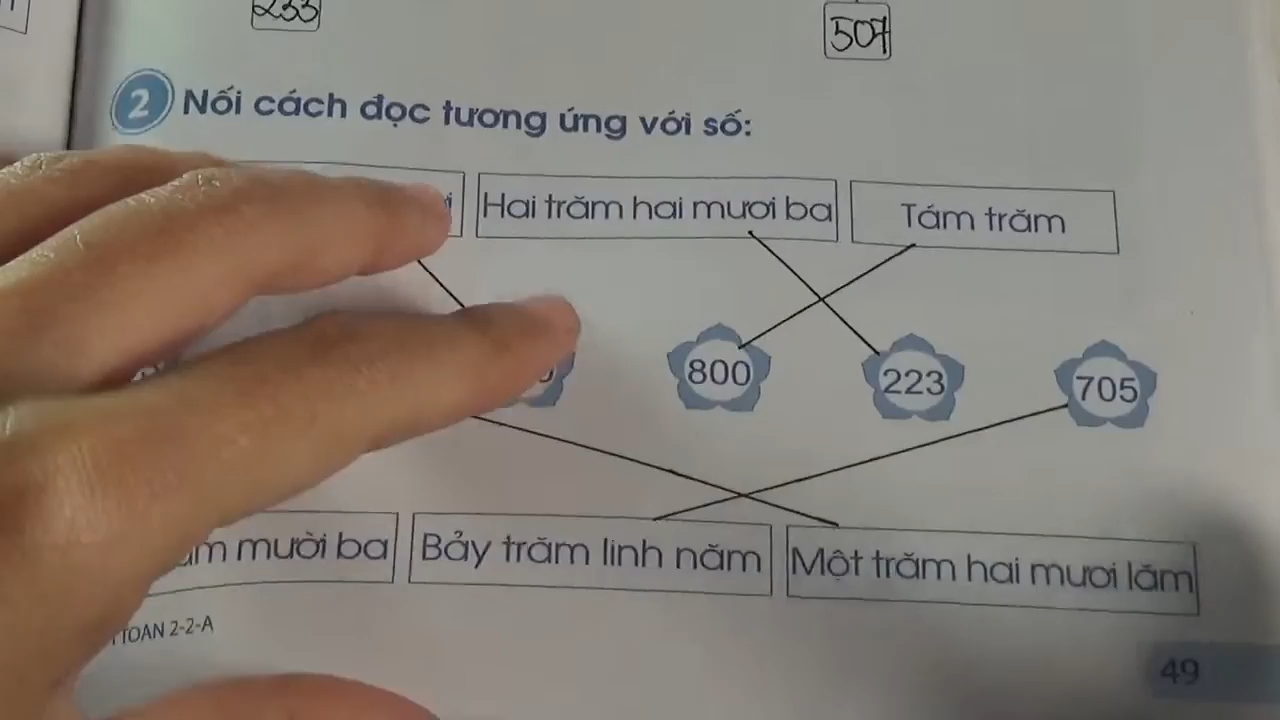 233
507
2 Nối cách đọc tương ứng với số:
Hai trăm hai mươi ba
Tám trăm
800
223
705
mười ba
Bảy trăm linh năm
Một trăm hai mươi lăm
TOAN 2-2-A
49